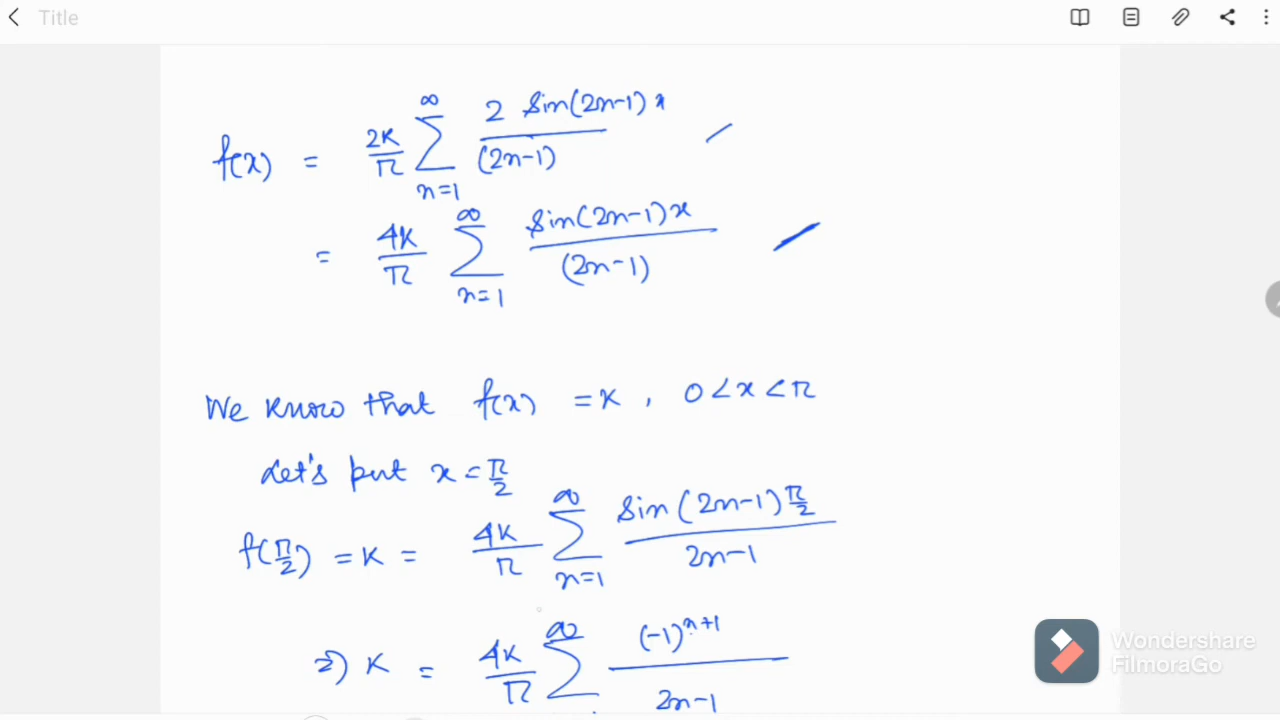 Title
f(x) = 2K/π ∑_{n=1}^{∞} 2 sin(2n-1)x / (2n-1)
= 4K/π ∑_{n=1}^{∞} sin(2n-1)x / (2n-1)
We know that f(x) = K , 0 < x < π
Let's put x = π/2
f(π/2) = K = 4K/π ∑_{n=1}^{∞} sin(2n-1)π/2 / 2n-1
⇒) K = 4K/π ∑^{∞} (-1)^{n+1} / 2n-1
Wondershare
FilmoraGo